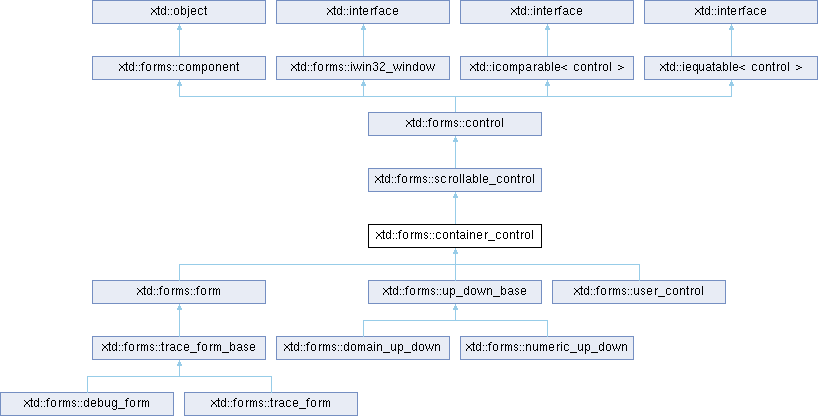 xtd::object
xtd::interface
xtd::interface
xtd::interface
xtd::forms::component
xtd::forms::iwin32_window
xtd::icomparable< control >
xtd::iequatable< control >
xtd::forms::control
xtd::forms::scrollable_control
xtd::forms::container_control
xtd::forms::form
xtd::forms::up_down_base
xtd::forms::user_control
xtd::forms::trace_form_base
xtd::forms::domain_up_down
xtd::forms::numeric_up_down
xtd::forms::debug_form
xtd::forms::trace_form